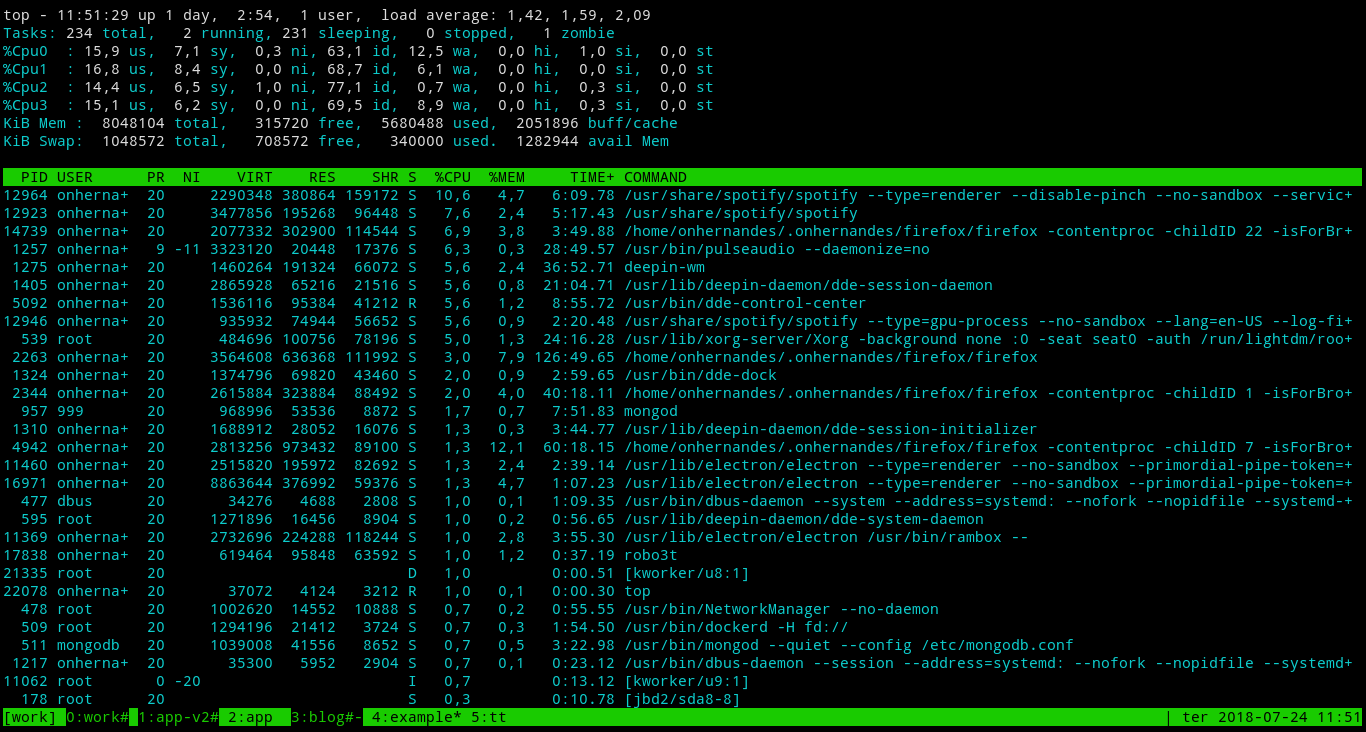 top - 11:51:29 up 1 day,  2:54,  1 user,  load average: 1,42, 1,59, 2,09
Tasks: 234 total,   2 running, 231 sleeping,   0 stopped,   1 zombie
%Cpu0  : 15,9 us,  7,1 sy,  0,3 ni, 63,1 id, 12,5 wa,  0,0 hi,  1,0 si,  0,0 st
%Cpu1  : 16,8 us,  8,4 sy,  0,0 ni, 68,7 id,  6,1 wa,  0,0 hi,  0,0 si,  0,0 st
%Cpu2  : 14,4 us,  6,5 sy,  1,0 ni, 77,1 id,  0,7 wa,  0,0 hi,  0,3 si,  0,0 st
%Cpu3  : 15,1 us,  6,2 sy,  0,0 ni, 69,5 id,  8,9 wa,  0,0 hi,  0,3 si,  0,0 st
KiB Mem :  8048104 total,   315720 free,  5680488 used,  2051896 buff/cache
KiB Swap:  1048572 total,   708572 free,   340000 used.  1282944 avail Mem
  PID USER      PR  NI    VIRT    RES    SHR S  %CPU  %MEM     TIME+ COMMAND
12964 onherna+  20     2290348 380864 159172 S  10,6   4,7   6:09.78 /usr/share/spotify/spotify --type=renderer --disable-pinch --no-sandbox --servic+
12923 onherna+  20     3477856 195268  96448 S   7,6   2,4   5:17.43 /usr/share/spotify/spotify
14739 onherna+  20     2077332 302900 114544 S   6,9   3,8   3:49.88 /home/onhernandes/.onhernandes/firefox/firefox -contentproc -childID 22 -isForBr+
 1257 onherna+   9 -11 3323120  20448  17376 S   6,3   0,3  28:49.57 /usr/bin/pulseaudio --daemonize=no
 1275 onherna+  20     1460264 191324  66072 S   5,6   2,4  36:52.71 deepin-wm
 1405 onherna+  20     2865928  65216  21516 S   5,6   0,8  21:04.71 /usr/lib/deepin-daemon/dde-session-daemon
 5092 onherna+  20     1536116  95384  41212 R   5,6   1,2   8:55.72 /usr/bin/dde-control-center
12946 onherna+  20      935932  74944  56652 S   5,6   0,9   2:20.48 /usr/share/spotify/spotify --type=gpu-process --no-sandbox --lang=en-US --log-fi+
  539 root      20      484696 100756  78196 S   5,0   1,3  24:16.28 /usr/lib/xorg-server/Xorg -background none :0 -seat seat0 -auth /run/lightdm/roo+
 2263 onherna+  20     3564608 636368 111992 S   3,0   7,9 126:49.65 /home/onhernandes/.onhernandes/firefox/firefox
 1324 onherna+  20     1374796  69820  43460 S   2,0   0,9   2:59.65 /usr/bin/dde-dock
 2344 onherna+  20     2615884 323884  88492 S   2,0   4,0  40:18.11 /home/onhernandes/.onhernandes/firefox/firefox -contentproc -childID 1 -isForBro+
  957 999       20      968996  53536   8872 S   1,7   0,7   7:51.83 mongod
 1310 onherna+  20     1688912  28052  16076 S   1,3   0,3   3:44.77 /usr/lib/deepin-daemon/dde-session-initializer
 4942 onherna+  20     2813256 973432  89100 S   1,3  12,1  60:18.15 /home/onhernandes/.onhernandes/firefox/firefox -contentproc -childID 7 -isForBro+
11460 onherna+  20     2515820 195972  82692 S   1,3   2,4   2:39.14 /usr/lib/electron/electron --type=renderer --no-sandbox --primordial-pipe-token=+
16971 onherna+  20     8863644 376992  59376 S   1,3   4,7   1:07.23 /usr/lib/electron/electron --type=renderer --no-sandbox --primordial-pipe-token=+
  477 dbus      20       34276   4688   2808 S   1,0   0,1   1:09.35 /usr/bin/dbus-daemon --system --address=systemd: --nofork --nopidfile --systemd-+
  595 root      20     1271896  16456   8904 S   1,0   0,2   0:56.65 /usr/lib/deepin-daemon/dde-system-daemon
11369 onherna+  20     2732696 224288 118244 S   1,0   2,8   3:55.30 /usr/lib/electron/electron /usr/bin/rambox --
17838 onherna+  20      619464  95848  63592 S   1,0   1,2   0:37.19 robo3t
21335 root      20                           D   1,0         0:00.51 [kworker/u8:1]
22078 onherna+  20       37072   4124   3212 R   1,0   0,1   0:00.30 top
  478 root      20     1002620  14552  10888 S   0,7   0,2   0:55.55 /usr/bin/NetworkManager --no-daemon
  509 root      20     1294196  21412   3724 S   0,7   0,3   1:54.50 /usr/bin/dockerd -H fd://
  511 mongodb   20     1039008  41556   8652 S   0,7   0,5   3:22.98 /usr/bin/mongod --quiet --config /etc/mongodb.conf
 1217 onherna+  20       35300   5952   2904 S   0,7   0,1   0:23.12 /usr/bin/dbus-daemon --session --address=systemd: --nofork --nopidfile --systemd+
11062 root       0 -20                       I   0,7         0:13.12 [kworker/u9:1]
  178 root      20                           S   0,3         0:10.78 [jbd2/sda8-8]
[work] 0:work# 1:app-v2# 2:app  3:blog#- 4:example* 5:tt | ter 2018-07-24 11:51